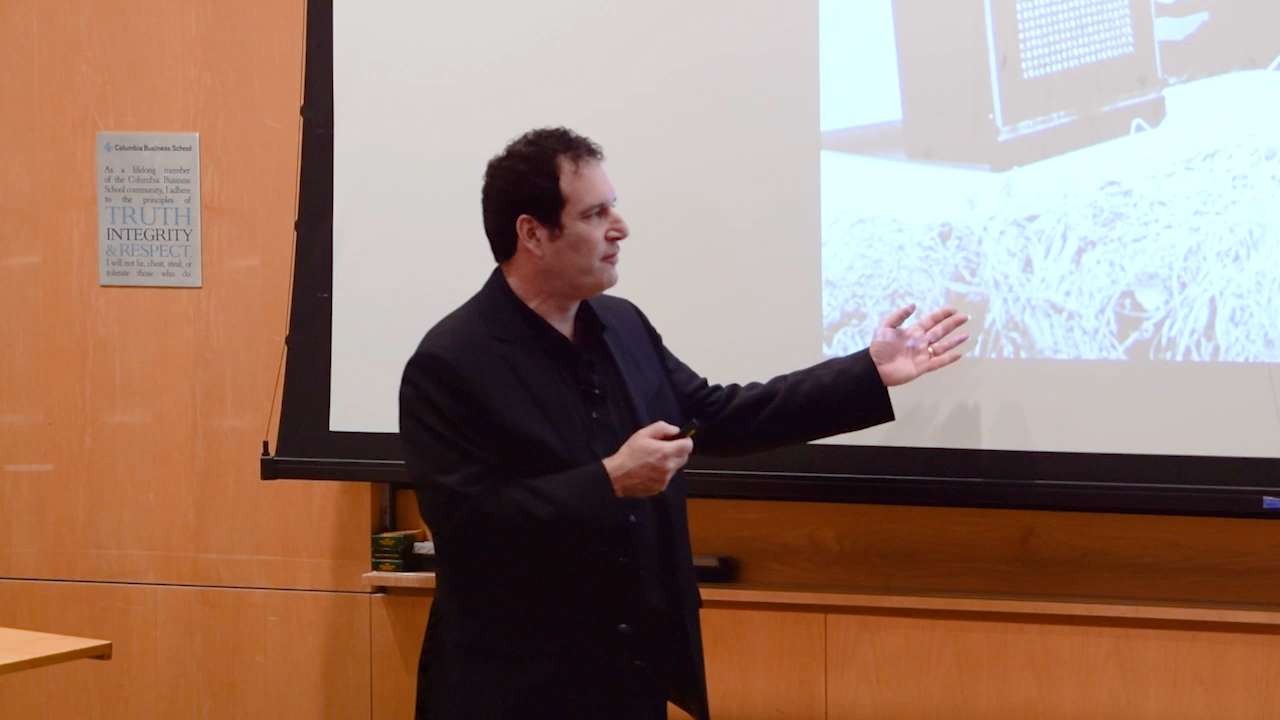 Columbia Business School
As a lifelong member
of the Columbia Business
School community, I adhere
to the principles of
TRUTH
INTEGRITY
& RESPECT.
I will not lie, cheat, steal, or
tolerate those who do.